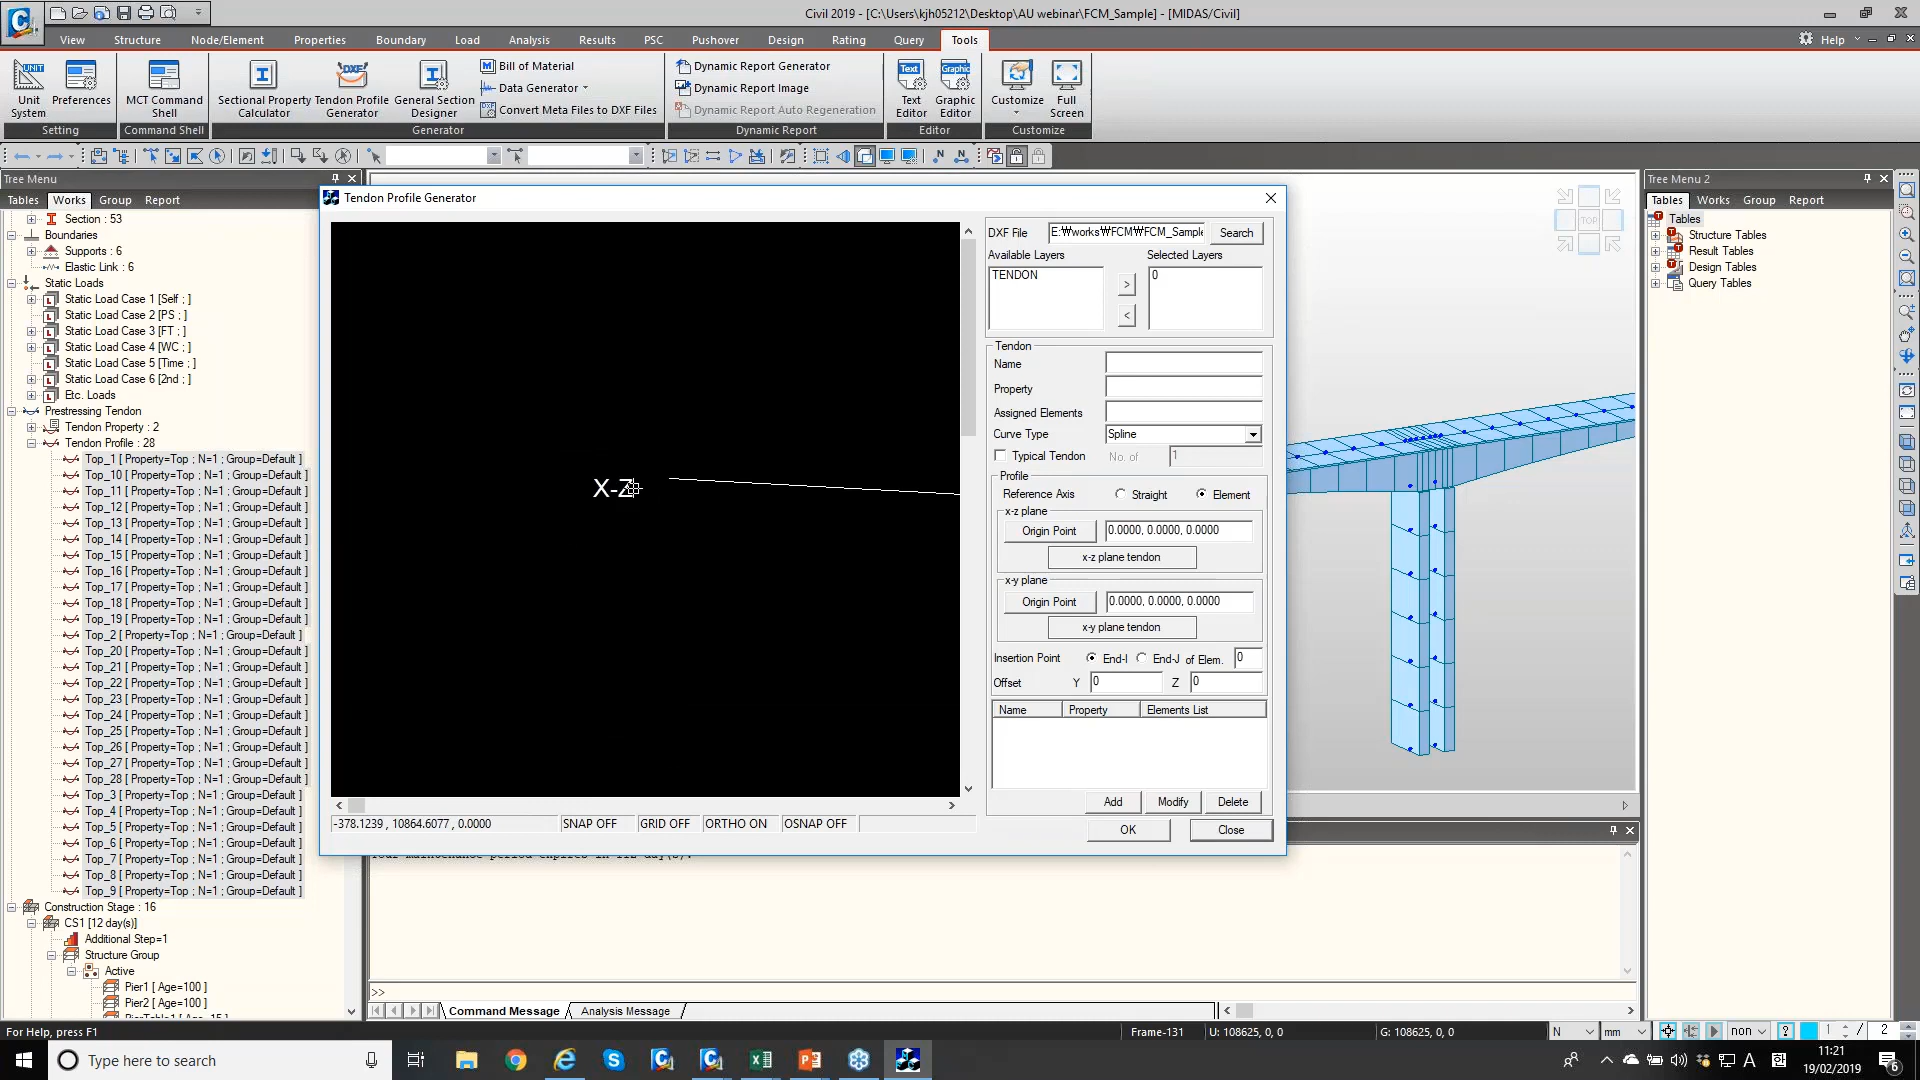 Civil 2019 - [C:\Users\kjh05212\Desktop\AU webinar\FCM_Sample] - [MIDAS/Civil]
View Structure Node/Element Properties Boundary Load Analysis Results PSC Pushover Design Rating Query Tools Help
Unit System
Preferences
Setting
MCT Command Shell
Command Shell
Sectional Property Calculator
Tendon Profile Generator
General Section Designer
Bill of Material
Data Generator
Convert Meta Files to DXF Files
Generator
Dynamic Report Generator
Dynamic Report Image
Dynamic Report Auto Regeneration
Dynamic Report
Text Editor
Graphic Editor
Editor
Customize
Full Screen
Customize
Tree Menu
Tables Works Group Report
Section : 53
Boundaries
Supports : 6
Elastic Link : 6
Static Loads
Static Load Case 1 [Self ; ]
Static Load Case 2 [PS ; ]
Static Load Case 3 [FT ; ]
Static Load Case 4 [WC ; ]
Static Load Case 5 [Time ; ]
Static Load Case 6 [2nd ; ]
Etc. Loads
Prestressing Tendon
Tendon Property : 2
Tendon Profile : 28
Top_1 [ Property=Top ; N=1 ; Group=Default ]
Top_10 [ Property=Top ; N=1 ; Group=Default ]
Top_11 [ Property=Top ; N=1 ; Group=Default ]
Top_12 [ Property=Top ; N=1 ; Group=Default ]
Top_13 [ Property=Top ; N=1 ; Group=Default ]
Top_14 [ Property=Top ; N=1 ; Group=Default ]
Top_15 [ Property=Top ; N=1 ; Group=Default ]
Top_16 [ Property=Top ; N=1 ; Group=Default ]
Top_17 [ Property=Top ; N=1 ; Group=Default ]
Top_18 [ Property=Top ; N=1 ; Group=Default ]
Top_19 [ Property=Top ; N=1 ; Group=Default ]
Top_2 [ Property=Top ; N=1 ; Group=Default ]
Top_20 [ Property=Top ; N=1 ; Group=Default ]
Top_21 [ Property=Top ; N=1 ; Group=Default ]
Top_22 [ Property=Top ; N=1 ; Group=Default ]
Top_23 [ Property=Top ; N=1 ; Group=Default ]
Top_24 [ Property=Top ; N=1 ; Group=Default ]
Top_25 [ Property=Top ; N=1 ; Group=Default ]
Top_26 [ Property=Top ; N=1 ; Group=Default ]
Top_27 [ Property=Top ; N=1 ; Group=Default ]
Top_28 [ Property=Top ; N=1 ; Group=Default ]
Top_3 [ Property=Top ; N=1 ; Group=Default ]
Top_4 [ Property=Top ; N=1 ; Group=Default ]
Top_5 [ Property=Top ; N=1 ; Group=Default ]
Top_6 [ Property=Top ; N=1 ; Group=Default ]
Top_7 [ Property=Top ; N=1 ; Group=Default ]
Top_8 [ Property=Top ; N=1 ; Group=Default ]
Top_9 [ Property=Top ; N=1 ; Group=Default ]
Construction Stage : 16
CS1 [12 day(s)]
Additional Step=1
Structure Group
Active
Pier1 [ Age=100 ]
Pier2 [ Age=100 ]
Tendon Profile Generator
X-Z
-378.1239 , 10864.6077 , 0.0000
SNAP OFF GRID OFF ORTHO ON OSNAP OFF
DXF File E:₩works₩FCM₩FCM_Sample Search
Available Layers Selected Layers
TENDON 0
>
<
Tendon
Name
Property
Assigned Elements
Curve Type Spline
Typical Tendon No. of 1
Profile
Reference Axis Straight Element
x-z plane
Origin Point 0.0000, 0.0000, 0.0000
x-z plane tendon
x-y plane
Origin Point 0.0000, 0.0000, 0.0000
x-y plane tendon
Insertion Point End-I End-J of Elem. 0
Offset Y 0 Z 0
Name Property Elements List
Add Modify Delete
OK Close
TOP
Tree Menu 2
Tables Works Group Report
Tables
Structure Tables
Result Tables
Design Tables
Query Tables
>>
Command Message Analysis Message
For Help, press F1
Frame-131 U: 108625, 0, 0 G: 108625, 0, 0 N mm non ? 1 / 2
Type here to search
A
11:21
19/02/2019
6